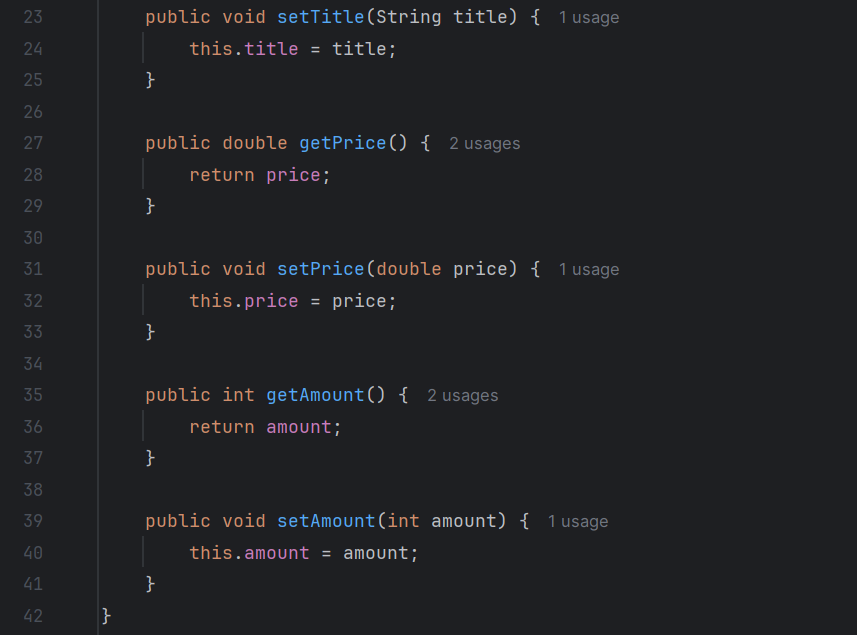 23 public void setTitle(String title) { 1 usage
24 this.title = title;
25 }
26
27 public double getPrice() { 2 usages
28 return price;
29 }
30
31 public void setPrice(double price) { 1 usage
32 this.price = price;
33 }
34
35 public int getAmount() { 2 usages
36 return amount;
37 }
38
39 public void setAmount(int amount) { 1 usage
40 this.amount = amount;
41 }
42 }